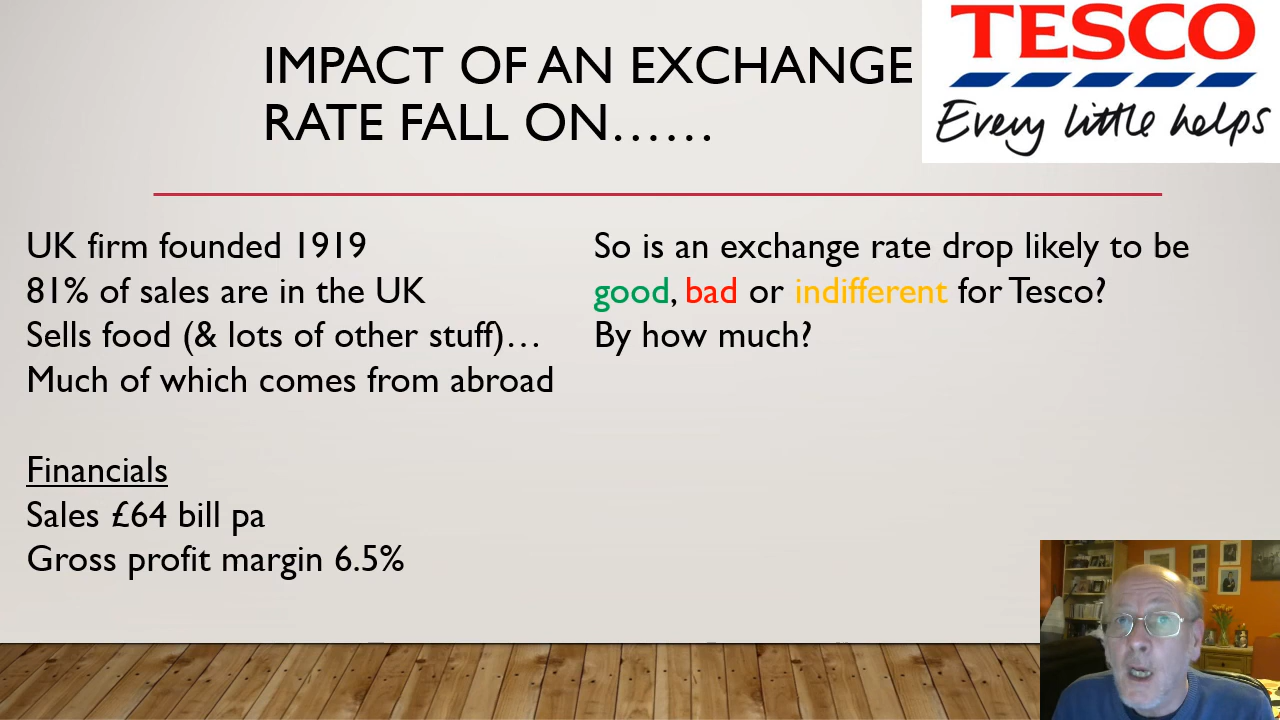 IMPACT OF AN EXCHANGE
RATE FALL ON......
TESCO
Every little helps
UK firm founded 1919
81% of sales are in the UK
Sells food (& lots of other stuff)...
Much of which comes from abroad
Financials
Sales £64 bill pa
Gross profit margin 6.5%
So is an exchange rate drop likely to be
good, bad or indifferent for Tesco?
By how much?